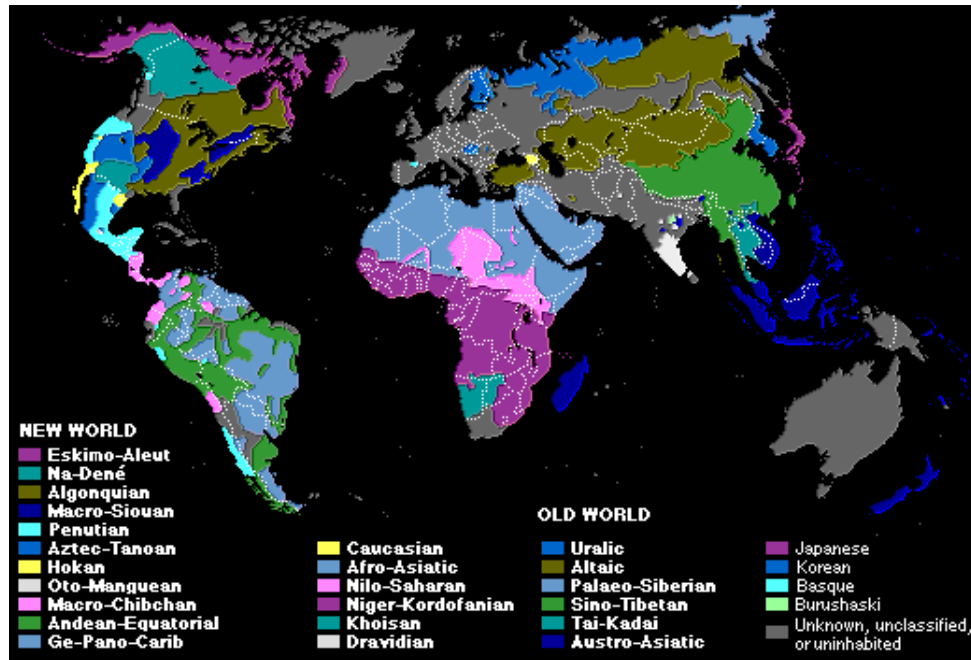 NEW WORLD
Eskimo-Aleut
Na-Dené
Algonquian
Macro-Siouan
Penutian
Aztec-Tanoan
Hokan
Oto-Manguean
Macro-Chibchan
Andean-Equatorial
Ge-Pano-Carib
Caucasian
Afro-Asiatic
Nilo-Saharan
Niger-Kordofanian
Khoisan
Dravidian
OLD WORLD
Uralic
Altaic
Palaeo-Siberian
Sino-Tibetan
Tai-Kadai
Austro-Asiatic
Japanese
Korean
Basque
Burushaski
Unknown, unclassified,
or uninhabited